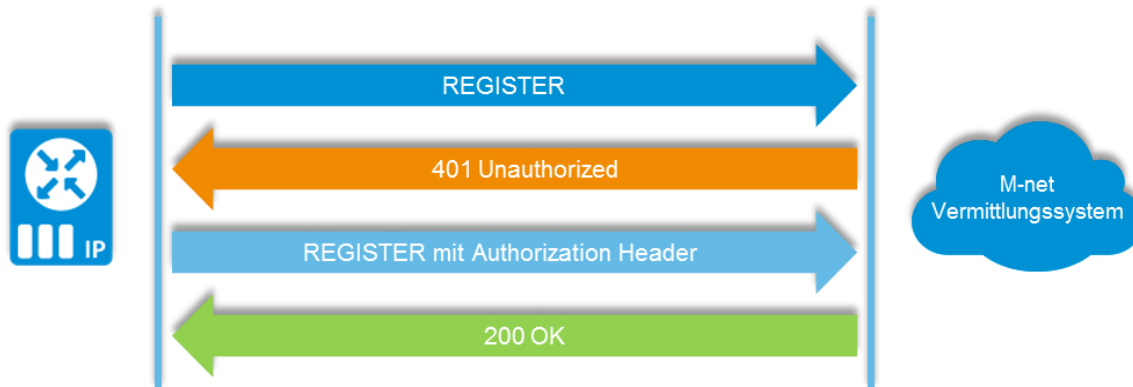 REGISTER
401 Unauthorized
IP
M-net
Vermittlungssystem
REGISTER mit Authorization Header
200 OK